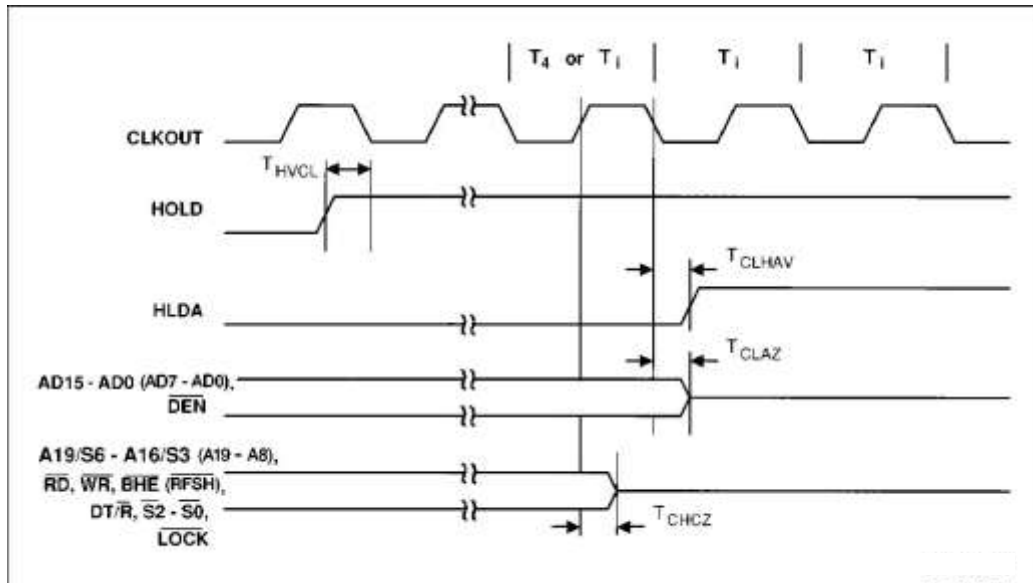 T4 or Ti
Ti
Ti
CLKOUT
THVCL
HOLD
TCLHAV
HLDA
TCLAZ
AD15 - AD0 (AD7 - AD0),
DEN
A19/S6 - A16/S3 (A19 - A8),
RD, WR, BHE (RFSH),
DT/R, S2 - S0,
TCHCZ
LOCK